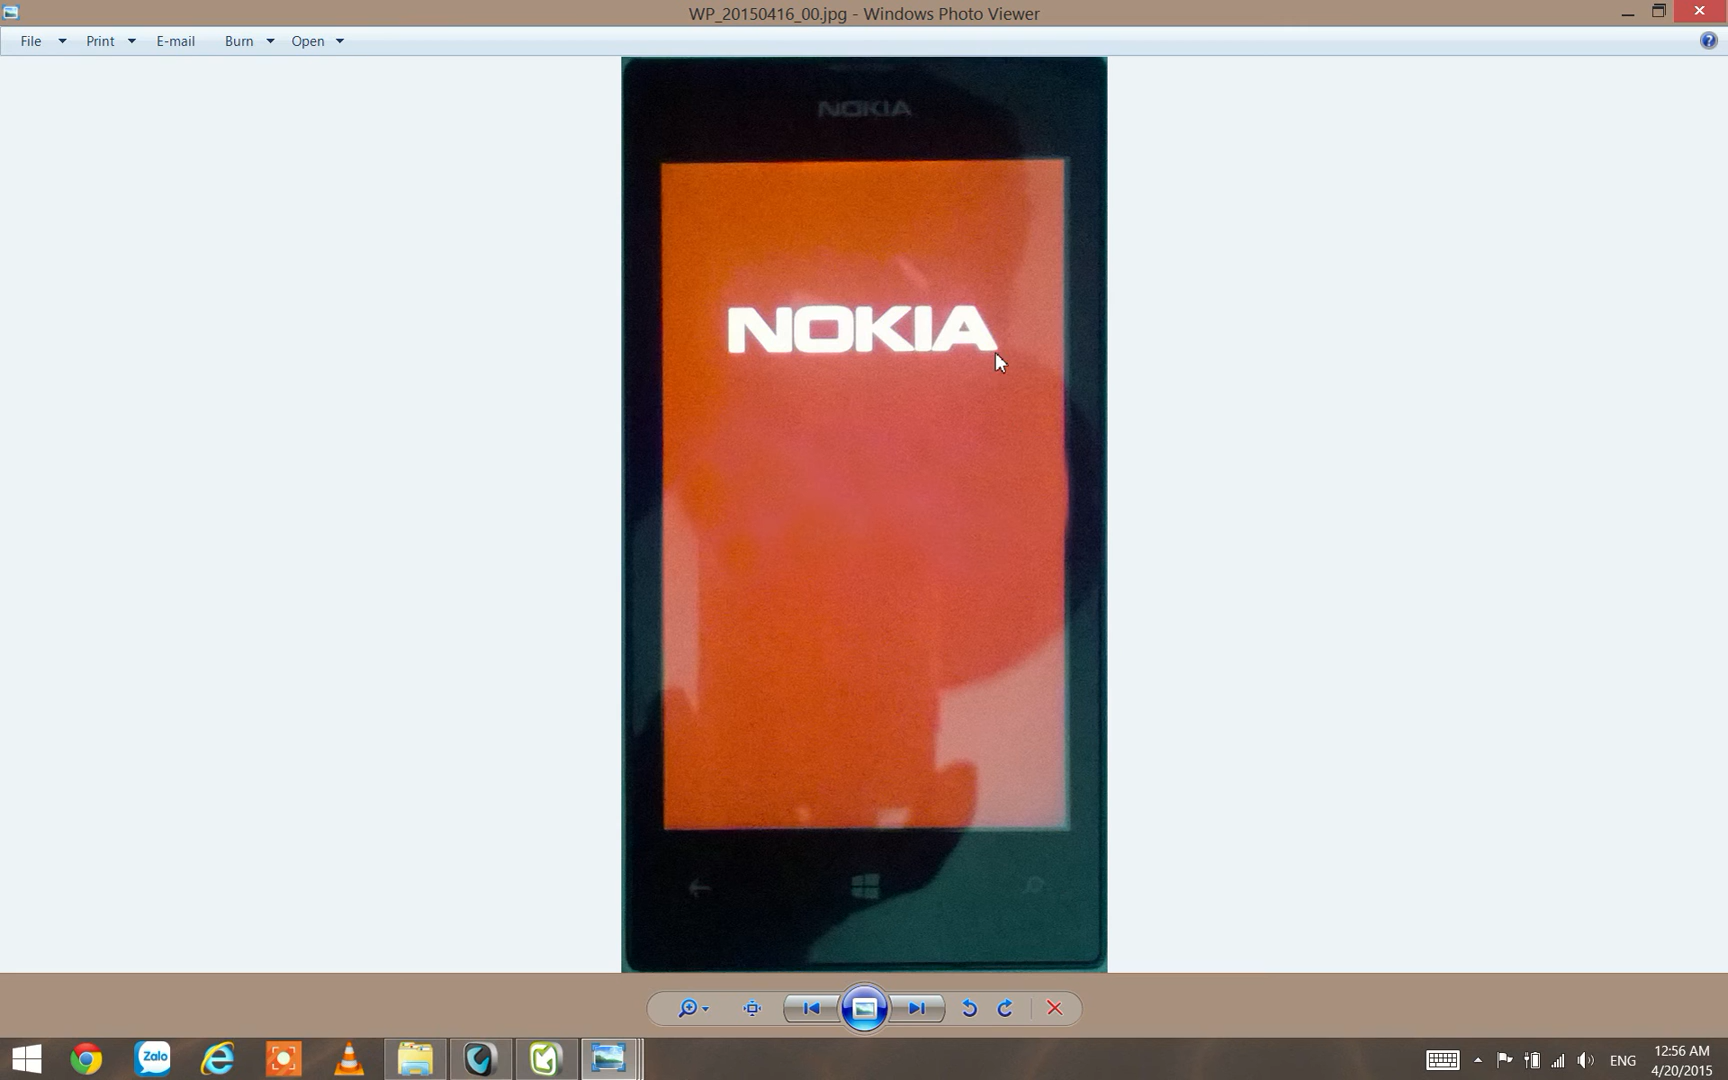 WP_20150416_00.jpg - Windows Photo Viewer
File Print E-mail Burn Open
NOKIA
NOKIA
Zalo
ENG
12:56 AM
4/20/2015